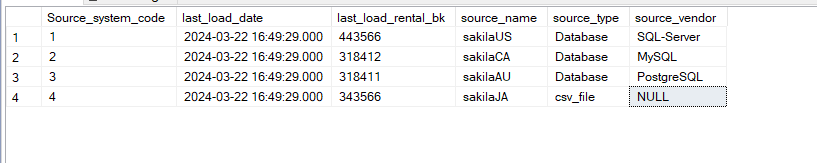 Source_system_code last_load_date last_load_rental_bk source_name source_type source_vendor
1 1 2024-03-22 16:49:29.000 443566 sakilaUS Database SQL-Server
2 2 2024-03-22 16:49:29.000 318412 sakilaCA Database MySQL
3 3 2024-03-22 16:49:29.000 318411 sakilaAU Database PostgreSQL
4 4 2024-03-22 16:49:29.000 343566 sakilaJA csv_file NULL